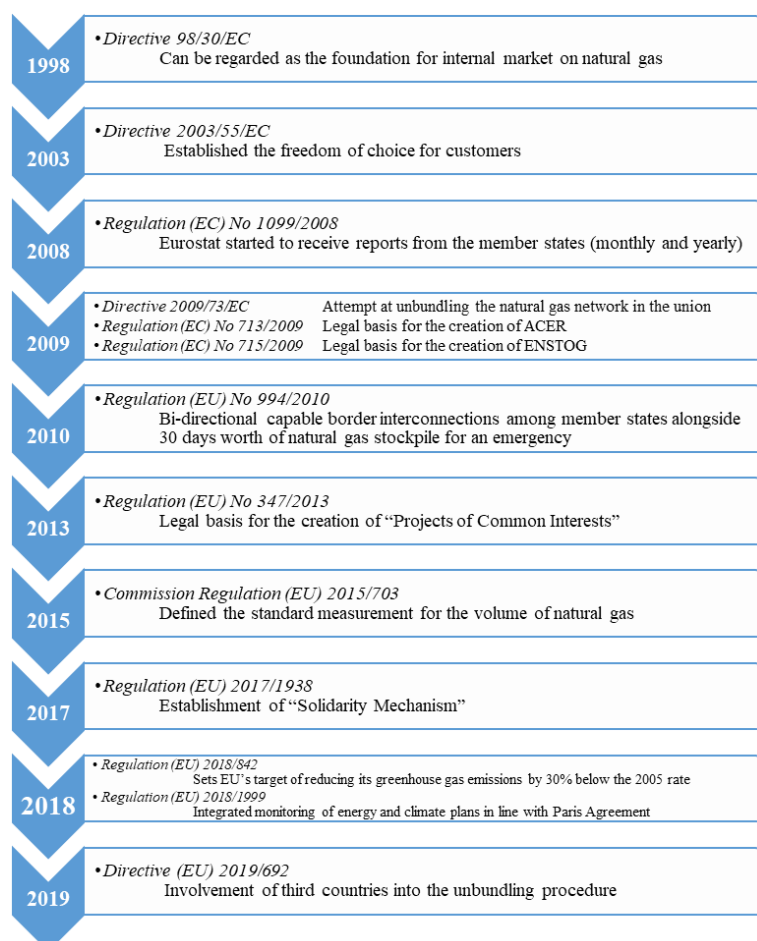 1998
• Directive 98/30/EC
Can be regarded as the foundation for internal market on natural gas
2003
• Directive 2003/55/EC
Established the freedom of choice for customers
2008
• Regulation (EC) No 1099/2008
Eurostat started to receive reports from the member states (monthly and yearly)
2009
• Directive 2009/73/EC Attempt at unbundling the natural gas network in the union
• Regulation (EC) No 713/2009 Legal basis for the creation of ACER
• Regulation (EC) No 715/2009 Legal basis for the creation of ENSTOG
2010
• Regulation (EU) No 994/2010
Bi-directional capable border interconnections among member states alongside
30 days worth of natural gas stockpile for an emergency
2013
• Regulation (EU) No 347/2013
Legal basis for the creation of “Projects of Common Interests”
2015
• Commission Regulation (EU) 2015/703
Defined the standard measurement for the volume of natural gas
2017
• Regulation (EU) 2017/1938
Establishment of “Solidarity Mechanism”
2018
• Regulation (EU) 2018/842
Sets EU’s target of reducing its greenhouse gas emissions by 30% below the 2005 rate
• Regulation (EU) 2018/1999
Integrated monitoring of energy and climate plans in line with Paris Agreement
2019
• Directive (EU) 2019/692
Involvement of third countries into the unbundling procedure